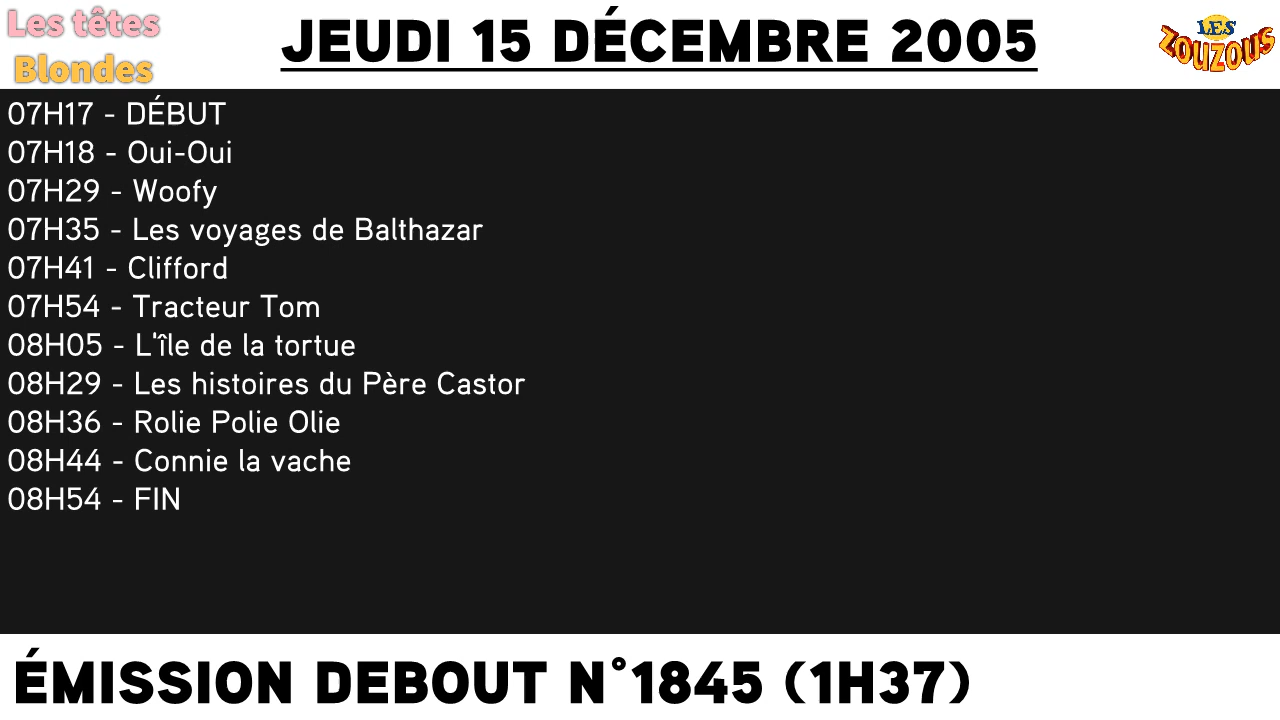 Les têtes
Blondes
JEUDI 15 DÉCEMBRE 2005
LES
ZOUZOUS
07H17 - DÉBUT
07H18 - Oui-Oui
07H29 - Woofy
07H35 - Les voyages de Balthazar
07H41 - Clifford
07H54 - Tracteur Tom
08H05 - L'île de la tortue
08H29 - Les histoires du Père Castor
08H36 - Rolie Polie Olie
08H44 - Connie la vache
08H54 - FIN
ÉMISSION DEBOUT N°1845 (1H37)